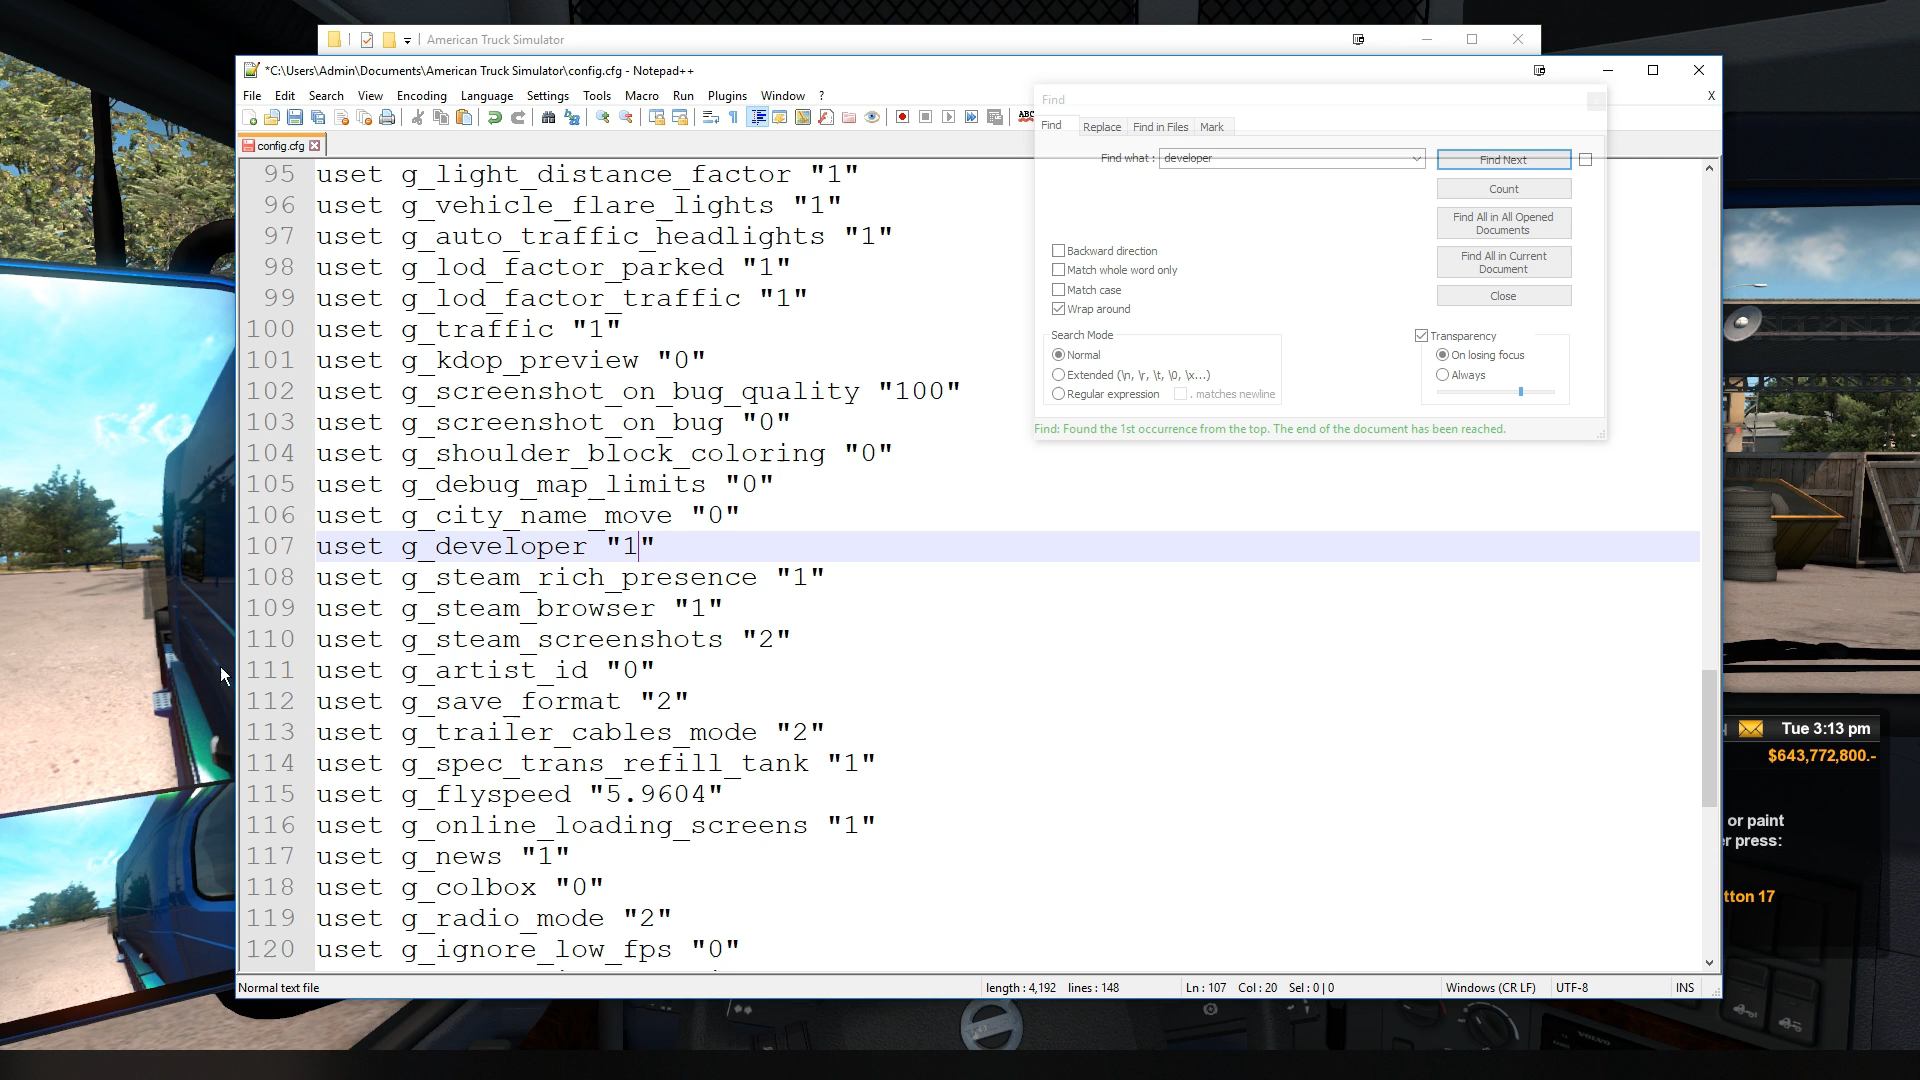 American Truck Simulator
*C:\Users\Admin\Documents\American Truck Simulator\config.cfg - Notepad++
File Edit Search View Encoding Language Settings Tools Macro Run Plugins Window ?
X
ABC
config.cfg
95 uset g_light_distance_factor "1"
96 uset g_vehicle_flare_lights "1"
97 uset g_auto_traffic_headlights "1"
98 uset g_lod_factor_parked "1"
99 uset g_lod_factor_traffic "1"
100 uset g_traffic "1"
101 uset g_kdop_preview "0"
102 uset g_screenshot_on_bug_quality "100"
103 uset g_screenshot_on_bug "0"
104 uset g_shoulder_block_coloring "0"
105 uset g_debug_map_limits "0"
106 uset g_city_name_move "0"
107 uset g_developer "1"
108 uset g_steam_rich_presence "1"
109 uset g_steam_browser "1"
110 uset g_steam_screenshots "2"
111 uset g_artist_id "0"
112 uset g_save_format "2"
113 uset g_trailer_cables_mode "2"
114 uset g_spec_trans_refill_tank "1"
115 uset g_flyspeed "5.9604"
116 uset g_online_loading_screens "1"
117 uset g_news "1"
118 uset g_colbox "0"
119 uset g_radio_mode "2"
120 uset g_ignore_low_fps "0"
Find
Find Replace Find in Files Mark
Find what : developer
Find Next
Count
Find All in All Opened
Documents
Find All in Current
Document
Close
Backward direction
Match whole word only
Match case
Wrap around
Search Mode
Normal
Extended (\n, \r, \t, \0, \x...)
Regular expression . matches newline
Transparency
On losing focus
Always
Find: Found the 1st occurrence from the top. The end of the document has been reached.
Normal text file length : 4,192 lines : 148 Ln : 107 Col : 20 Sel : 0 | 0 Windows (CR LF) UTF-8 INS
Tue 3:13 pm
$643,772,800.-
or paint
r press:
tton 17
VOLVO